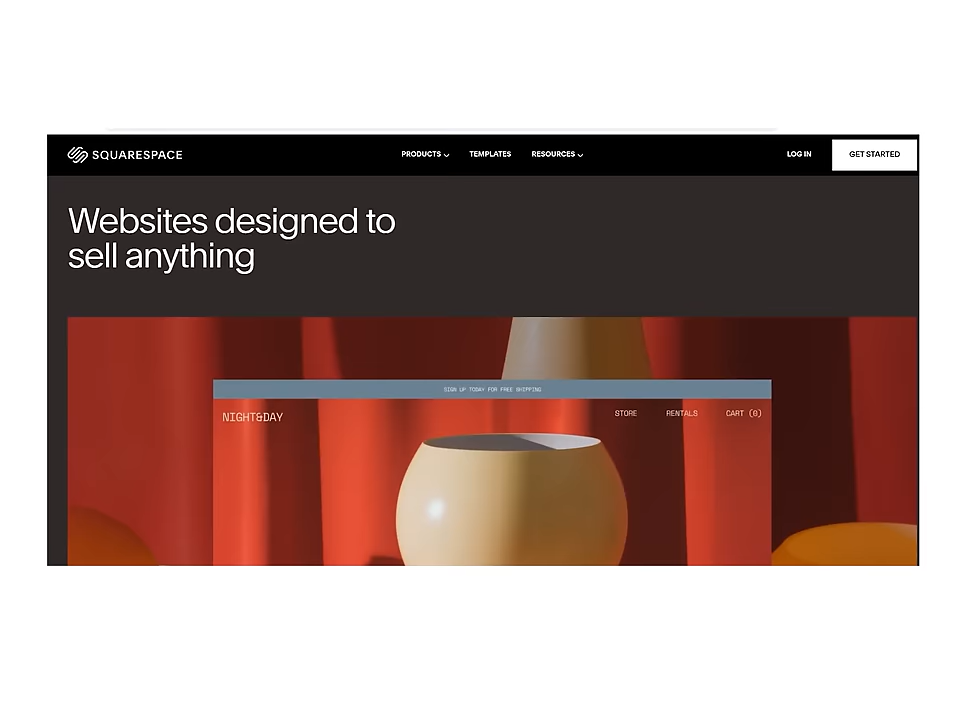 SQUARESPACE
PRODUCTS TEMPLATES RESOURCES LOG IN GET STARTED
Websites designed to
sell anything
SIGN UP TODAY FOR FREE SHIPPING
NIGHT&DAY STORE RENTALS CART (0)